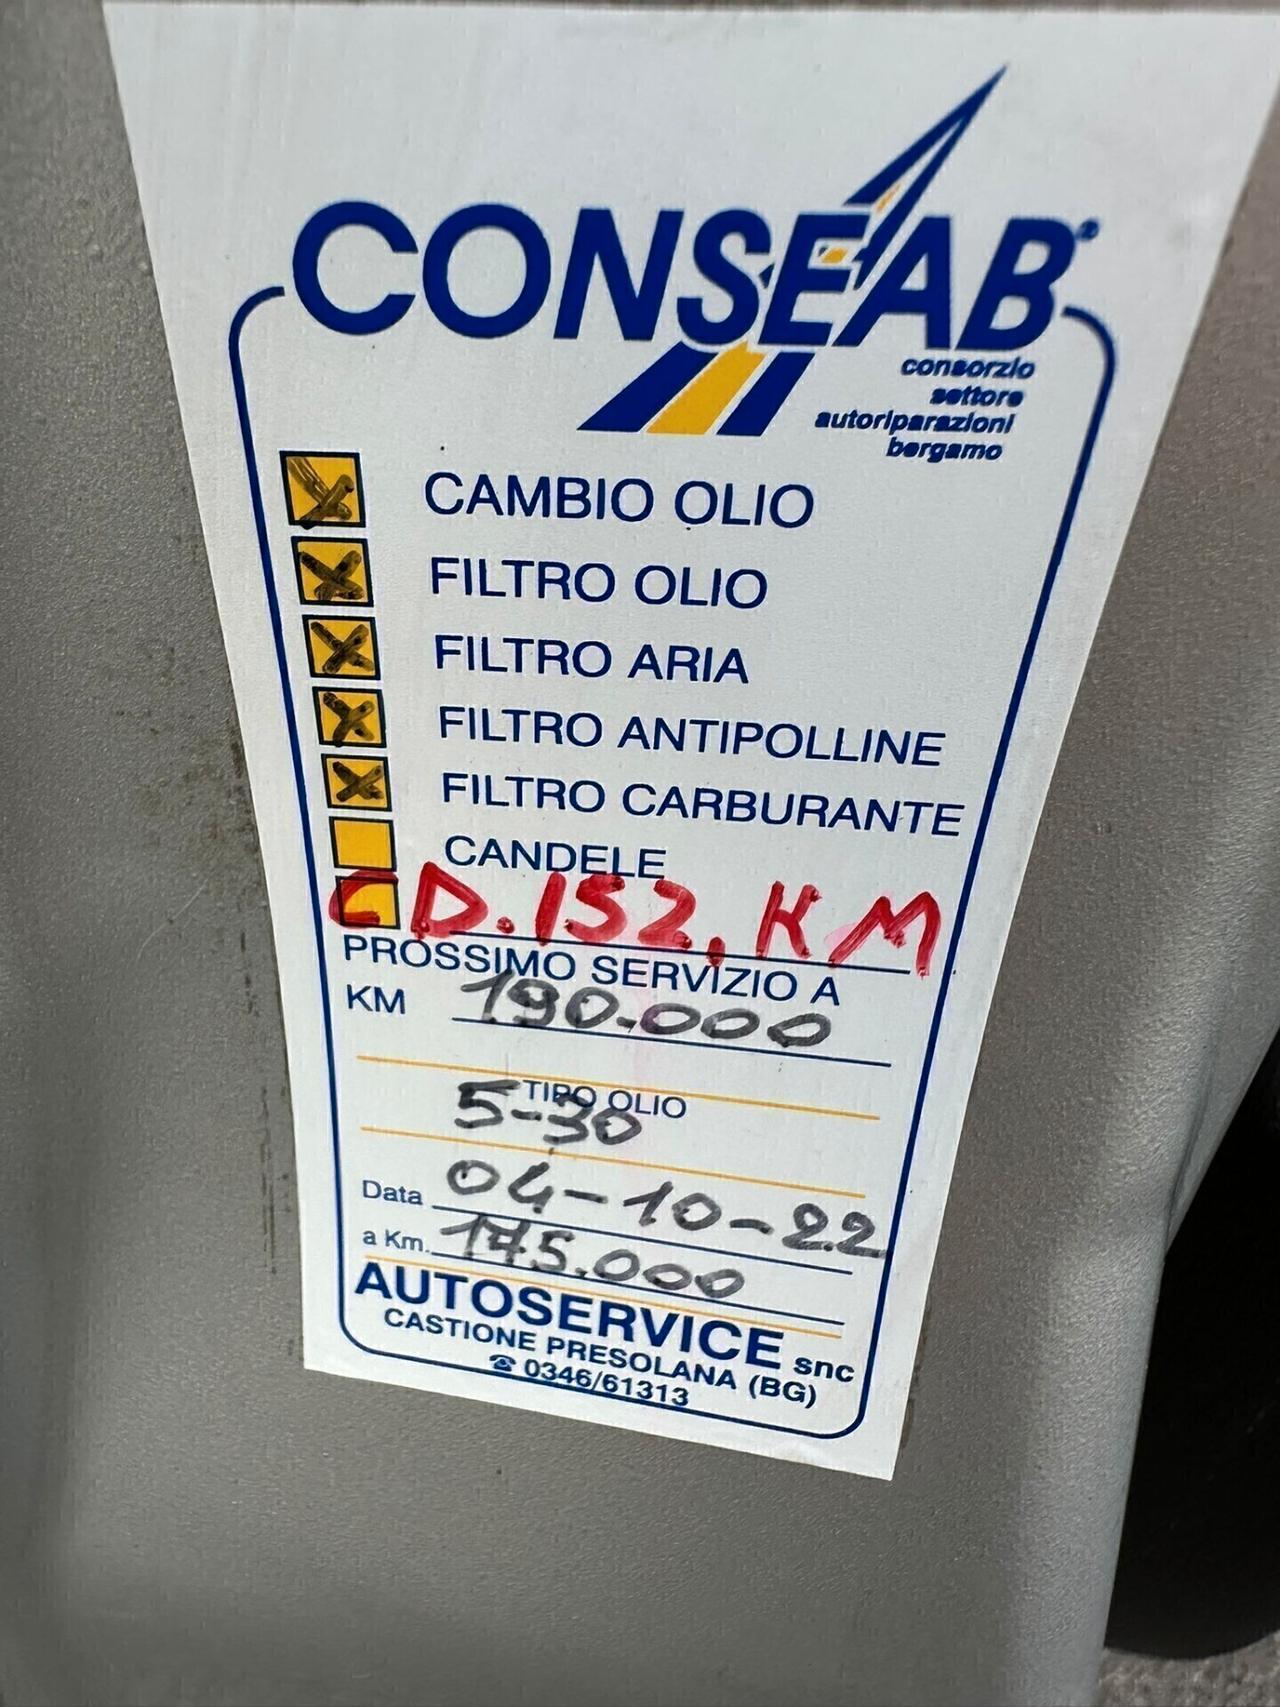 CONSEAB®
consorzio
settore
autoriparazioni
bergamo
CAMBIO OLIO
FILTRO OLIO
FILTRO ARIA
FILTRO ANTIPOLLINE
FILTRO CARBURANTE
CANDELE
CD.152, KM
PROSSIMO SERVIZIO A
KM 190.000
TIPO OLIO
5-30
Data 04-10-22
a Km. 175.000
AUTOSERVICE snc
CASTIONE PRESOLANA (BG)
☎ 0346/61313